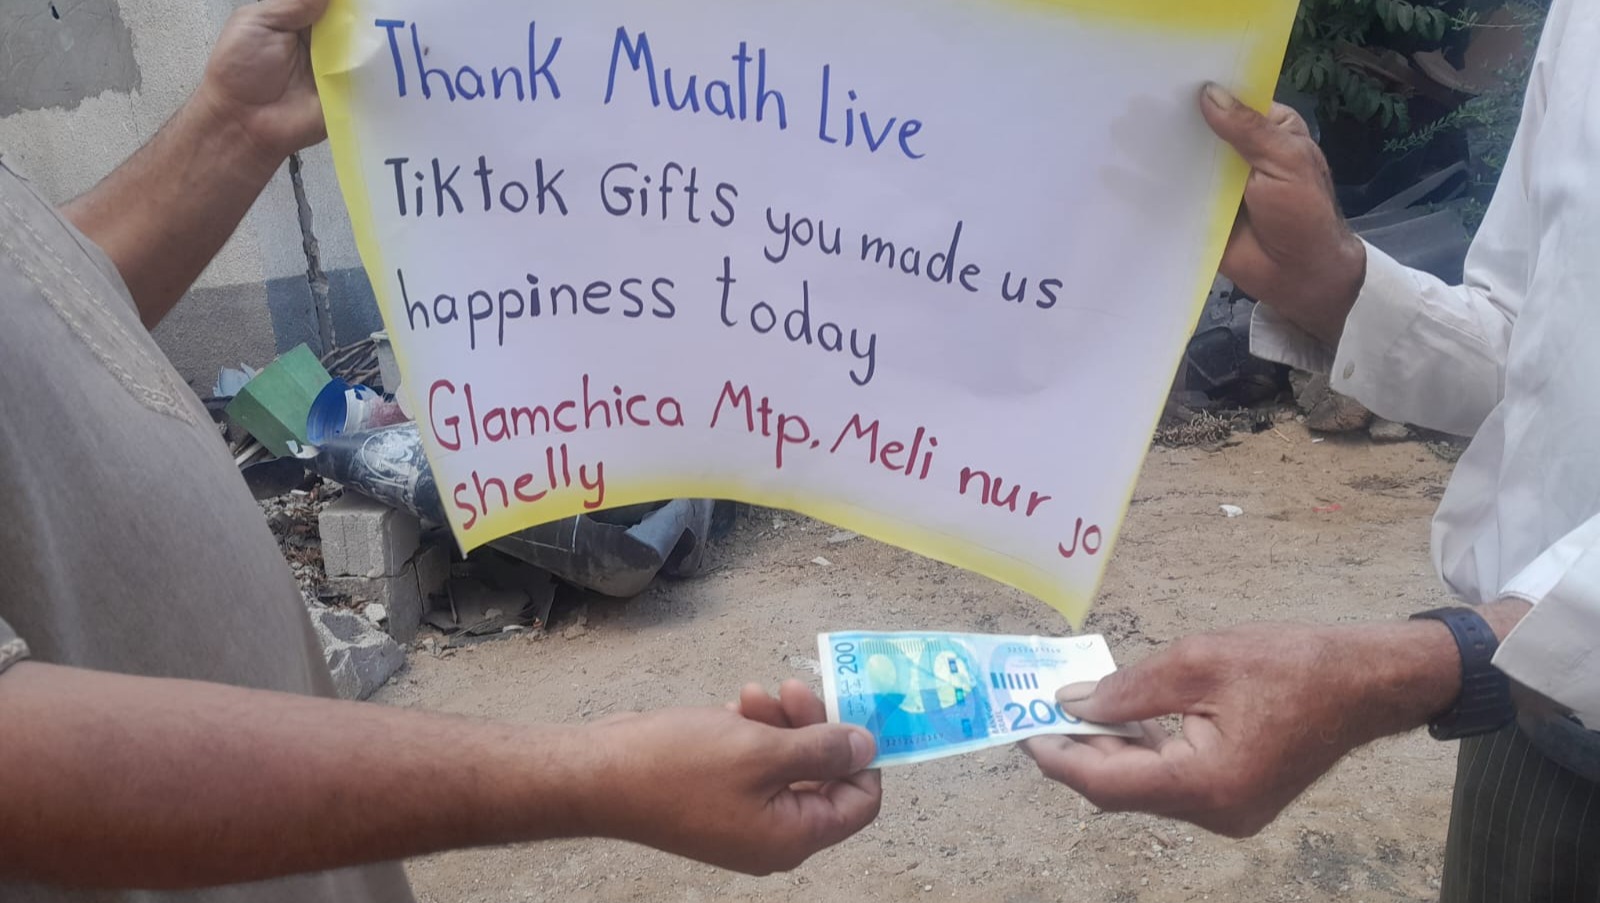 Thank Muath Live
Tiktok Gifts you made us
happiness today
Glamchica Mtp, Meli nur jo
shelly
200
200